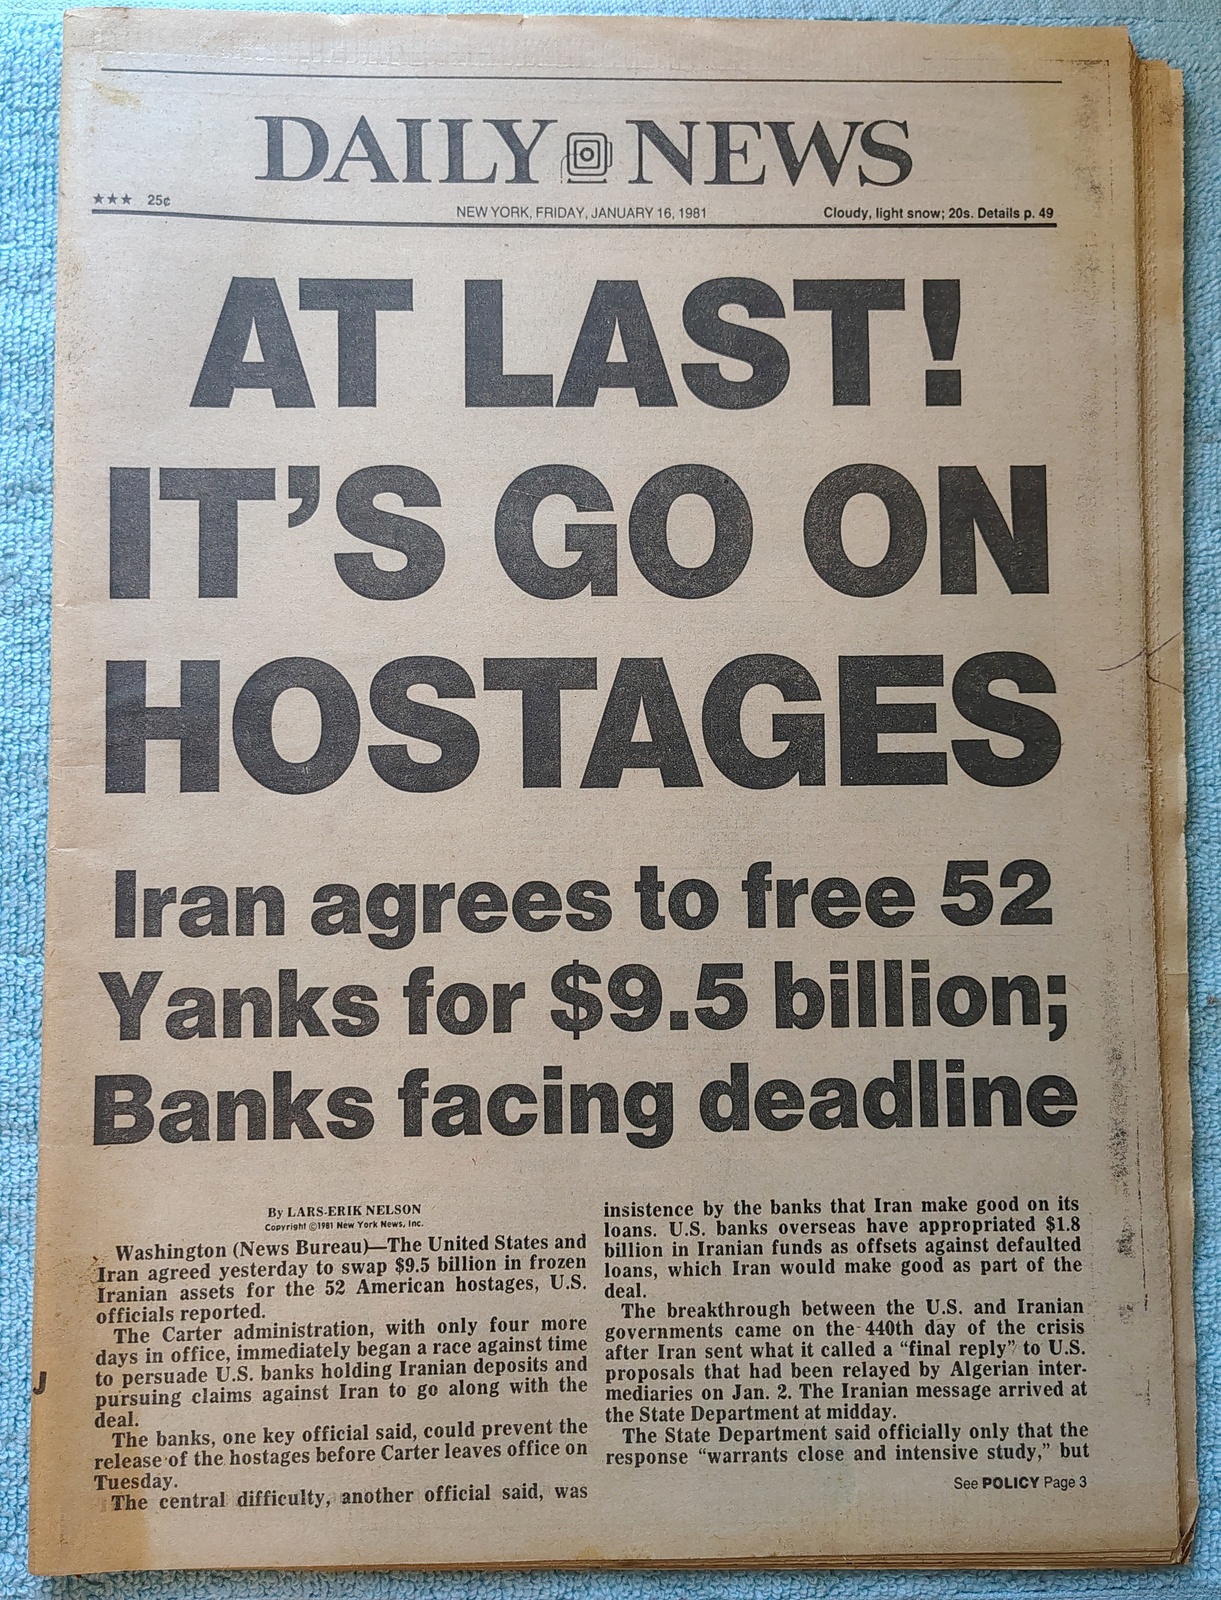 DAILY NEWS
★★★ 25¢
NEW YORK, FRIDAY, JANUARY 16, 1981
Cloudy, light snow; 20s. Details p. 49
AT LAST!
IT'S GO ON
HOSTAGES
Iran agrees to free 52
Yanks for $9.5 billion;
Banks facing deadline
By LARS-ERIK NELSON
Copyright ©1981 New York News, Inc.
Washington (News Bureau)—The United States and
Iran agreed yesterday to swap $9.5 billion in frozen
Iranian assets for the 52 American hostages, U.S.
officials reported.
The Carter administration, with only four more
days in office, immediately began a race against time
to persuade U.S. banks holding Iranian deposits and
pursuing claims against Iran to go along with the
deal.
The banks, one key official said, could prevent the
release of the hostages before Carter leaves office on
Tuesday.
The central difficulty, another official said, was
insistence by the banks that Iran make good on its
loans. U.S. banks overseas have appropriated $1.8
billion in Iranian funds as offsets against defaulted
loans, which Iran would make good as part of the
deal.
The breakthrough between the U.S. and Iranian
governments came on the 440th day of the crisis
after Iran sent what it called a "final reply" to U.S.
proposals that had been relayed by Algerian inter-
mediaries on Jan. 2. The Iranian message arrived at
the State Department at midday.
The State Department said officially only that the
response "warrants close and intensive study," but
See POLICY Page 3
J